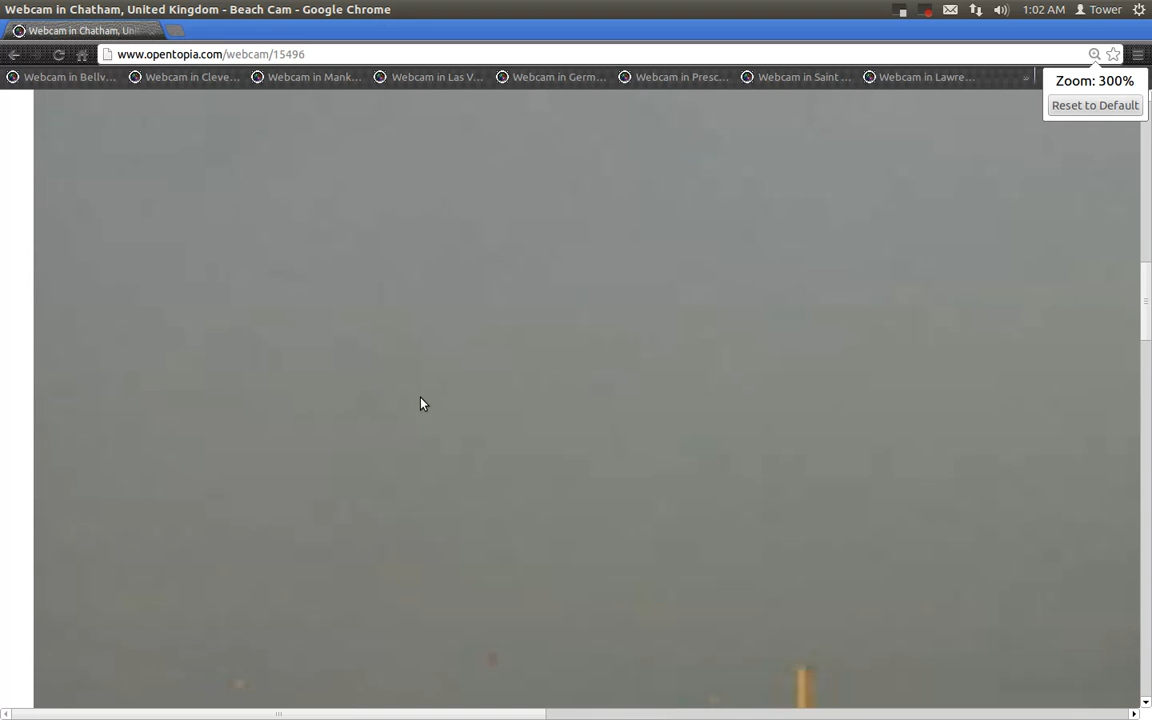 Webcam in Chatham, United Kingdom - Beach Cam - Google Chrome
1:02 AM Tower
Webcam in Chatham, Uni
www.opentopia.com/webcam/15496
Webcam in Bellv... Webcam in Cleve... Webcam in Mank... Webcam in Las V... Webcam in Germ... Webcam in Presc... Webcam in Saint ... Webcam in Lawre... »
Zoom: 300%
Reset to Default